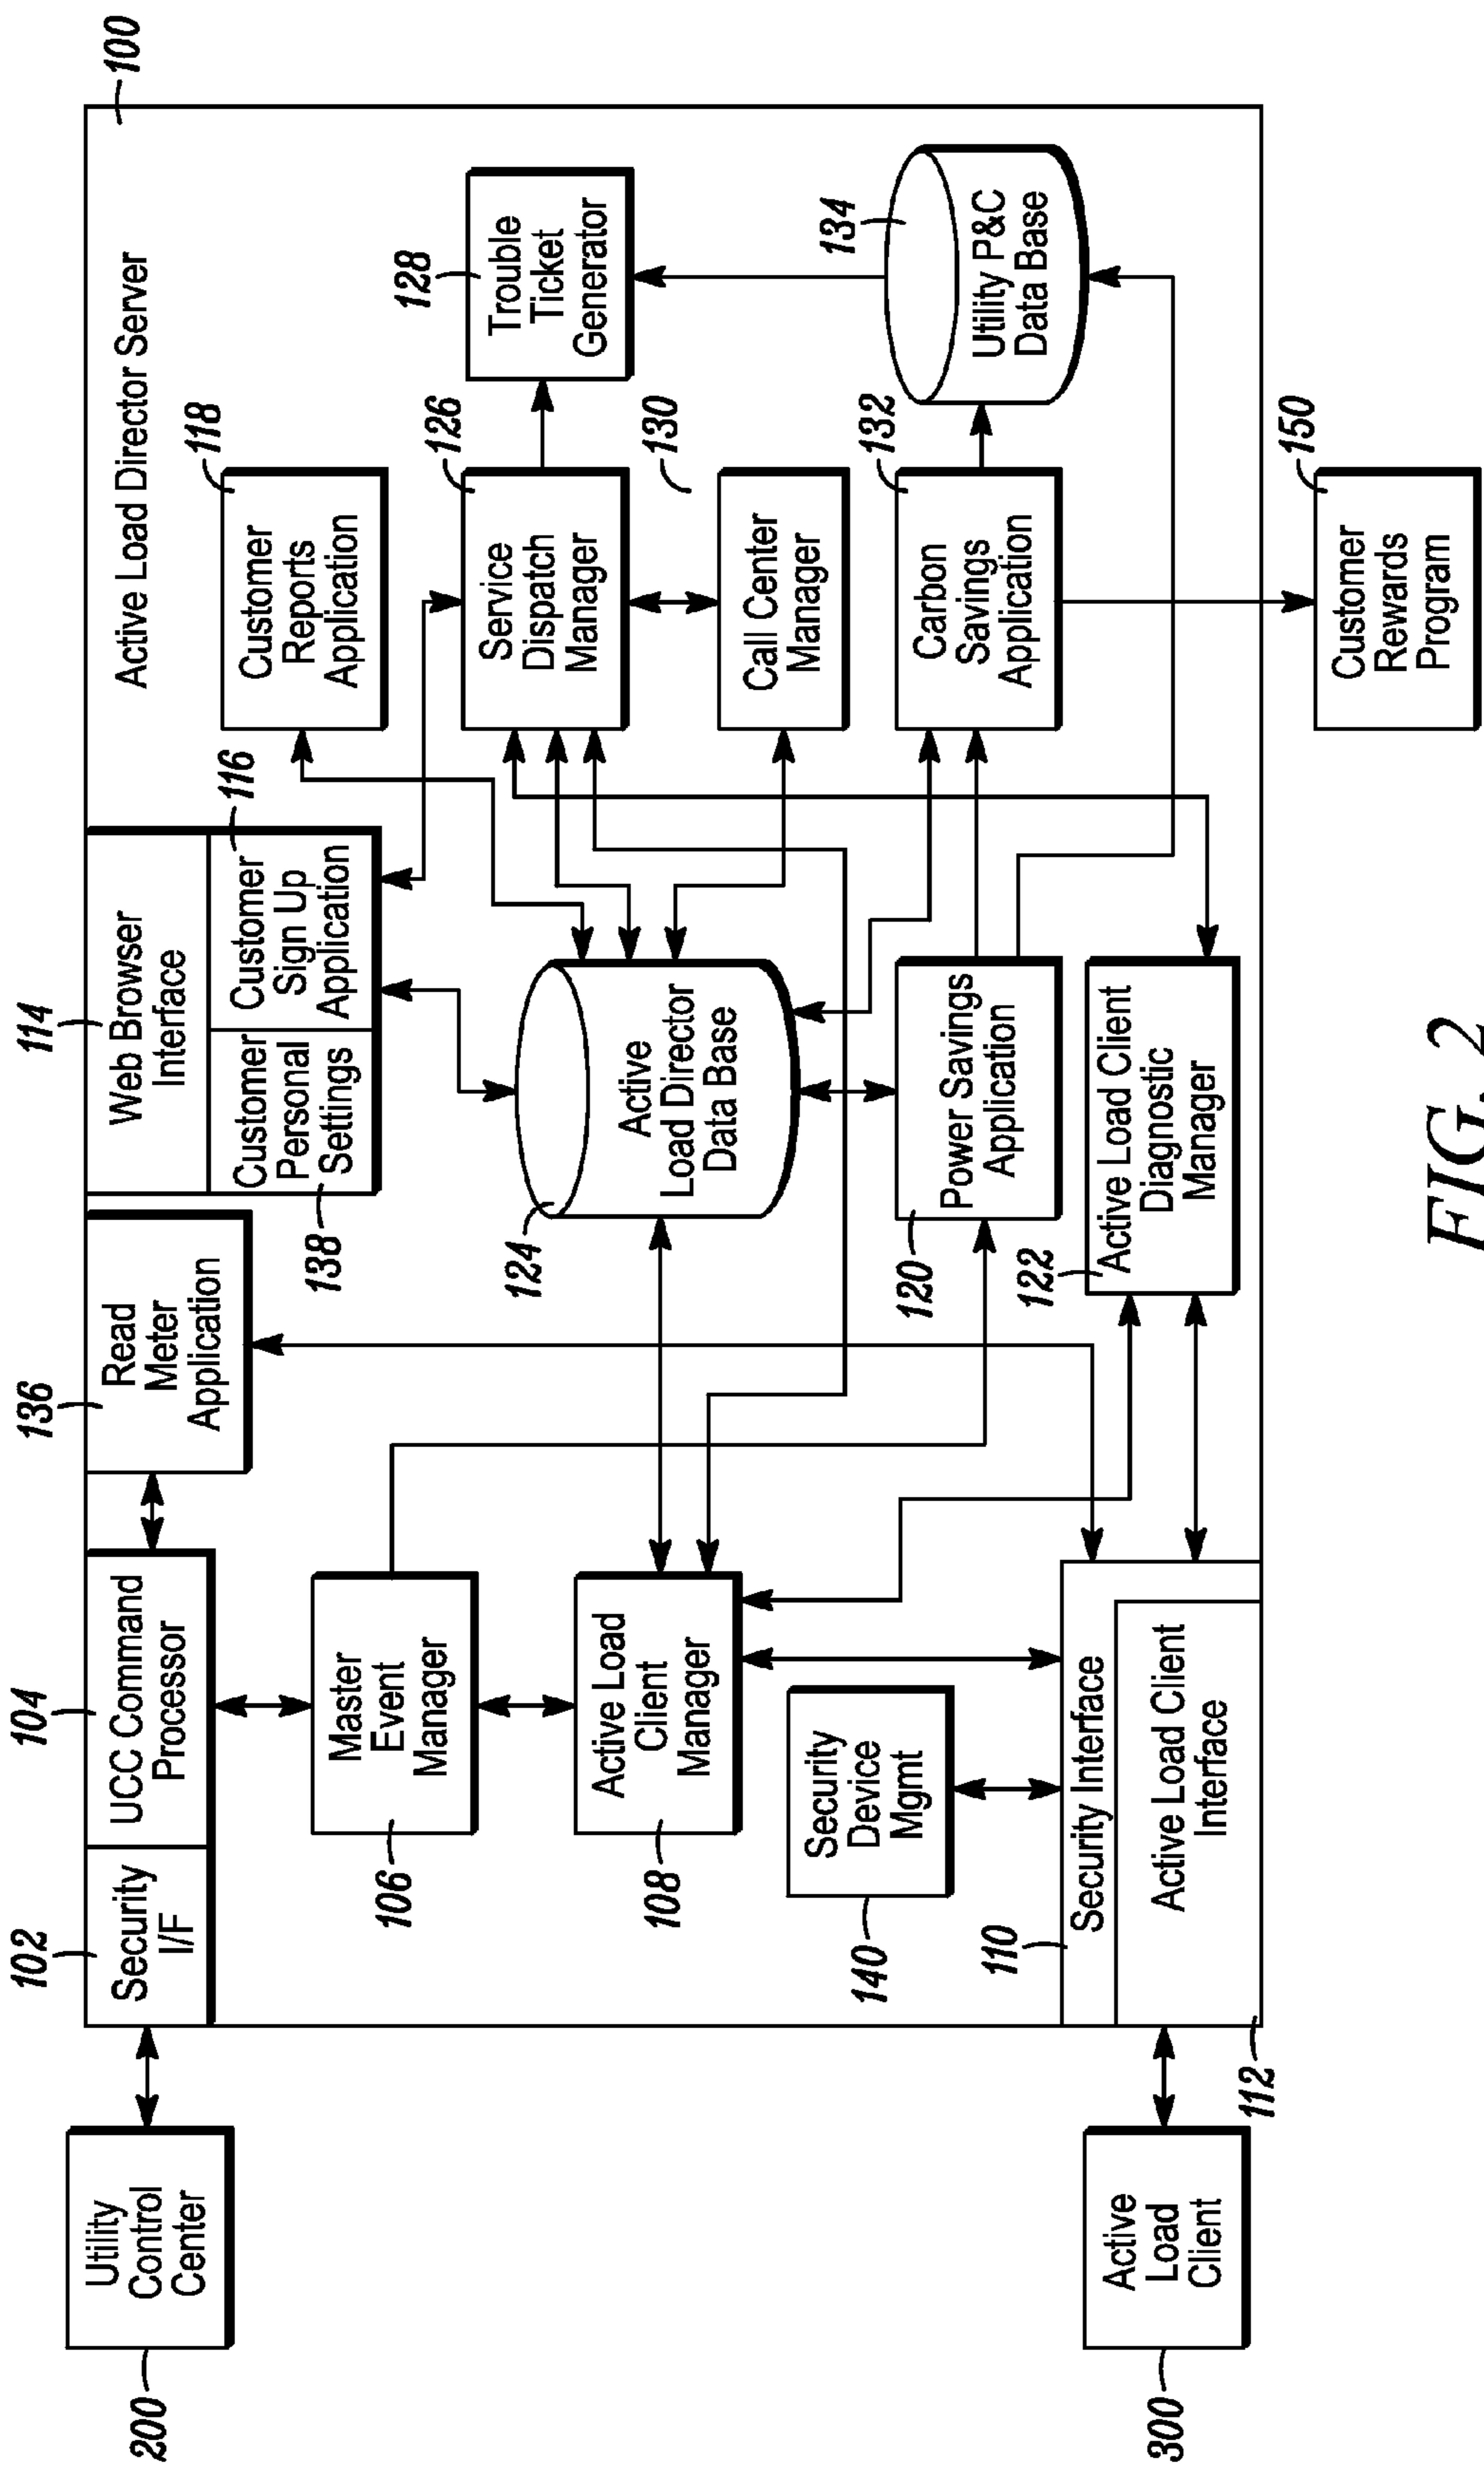 100
Active Load Director Server
114
Web Browser
Interface
116
Customer
Sign Up
Application
Customer
Personal
Settings
138
118
Customer
Reports
Application
136
Read
Meter
Application
104
UCC Command
Processor
102
Security
I/F
Utility
Control
Center
200
Master
Event
Manager
106
Active Load
Client
Manager
108
124
Active
Load Director
Data Base
126
Service
Dispatch
Manager
128
Trouble
Ticket
Generator
130
Call Center
Manager
132
Carbon
Savings
Application
134
Utility P&C
Data Base
Security
Device
Mgmt
140
120
Power Savings
Application
122
Active Load Client
Diagnostic
Manager
110
Security Interface
Active Load Client
Interface
112
Active
Load
Client
300
150
Customer
Rewards
Program
FIG. 2